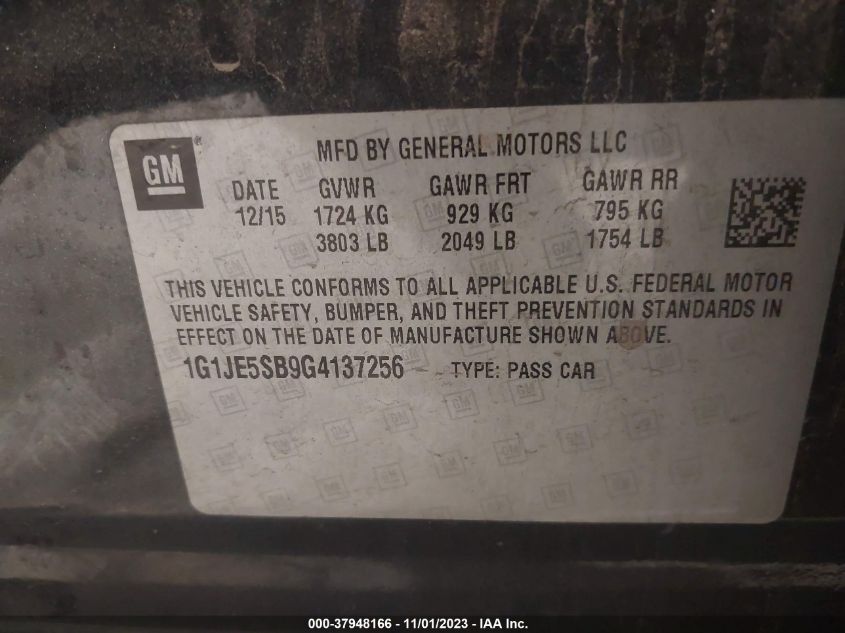 GM
MFD BY GENERAL MOTORS LLC
DATE GVWR GAWR FRT GAWR RR
12/15 1724 KG 929 KG 795 KG
3803 LB 2049 LB 1754 LB
THIS VEHICLE CONFORMS TO ALL APPLICABLE U.S. FEDERAL MOTOR
VEHICLE SAFETY, BUMPER, AND THEFT PREVENTION STANDARDS IN
EFFECT ON THE DATE OF MANUFACTURE SHOWN ABOVE.
1G1JE5SB9G4137256 TYPE: PASS CAR
000-37948166 - 11/01/2023 - IAA Inc.